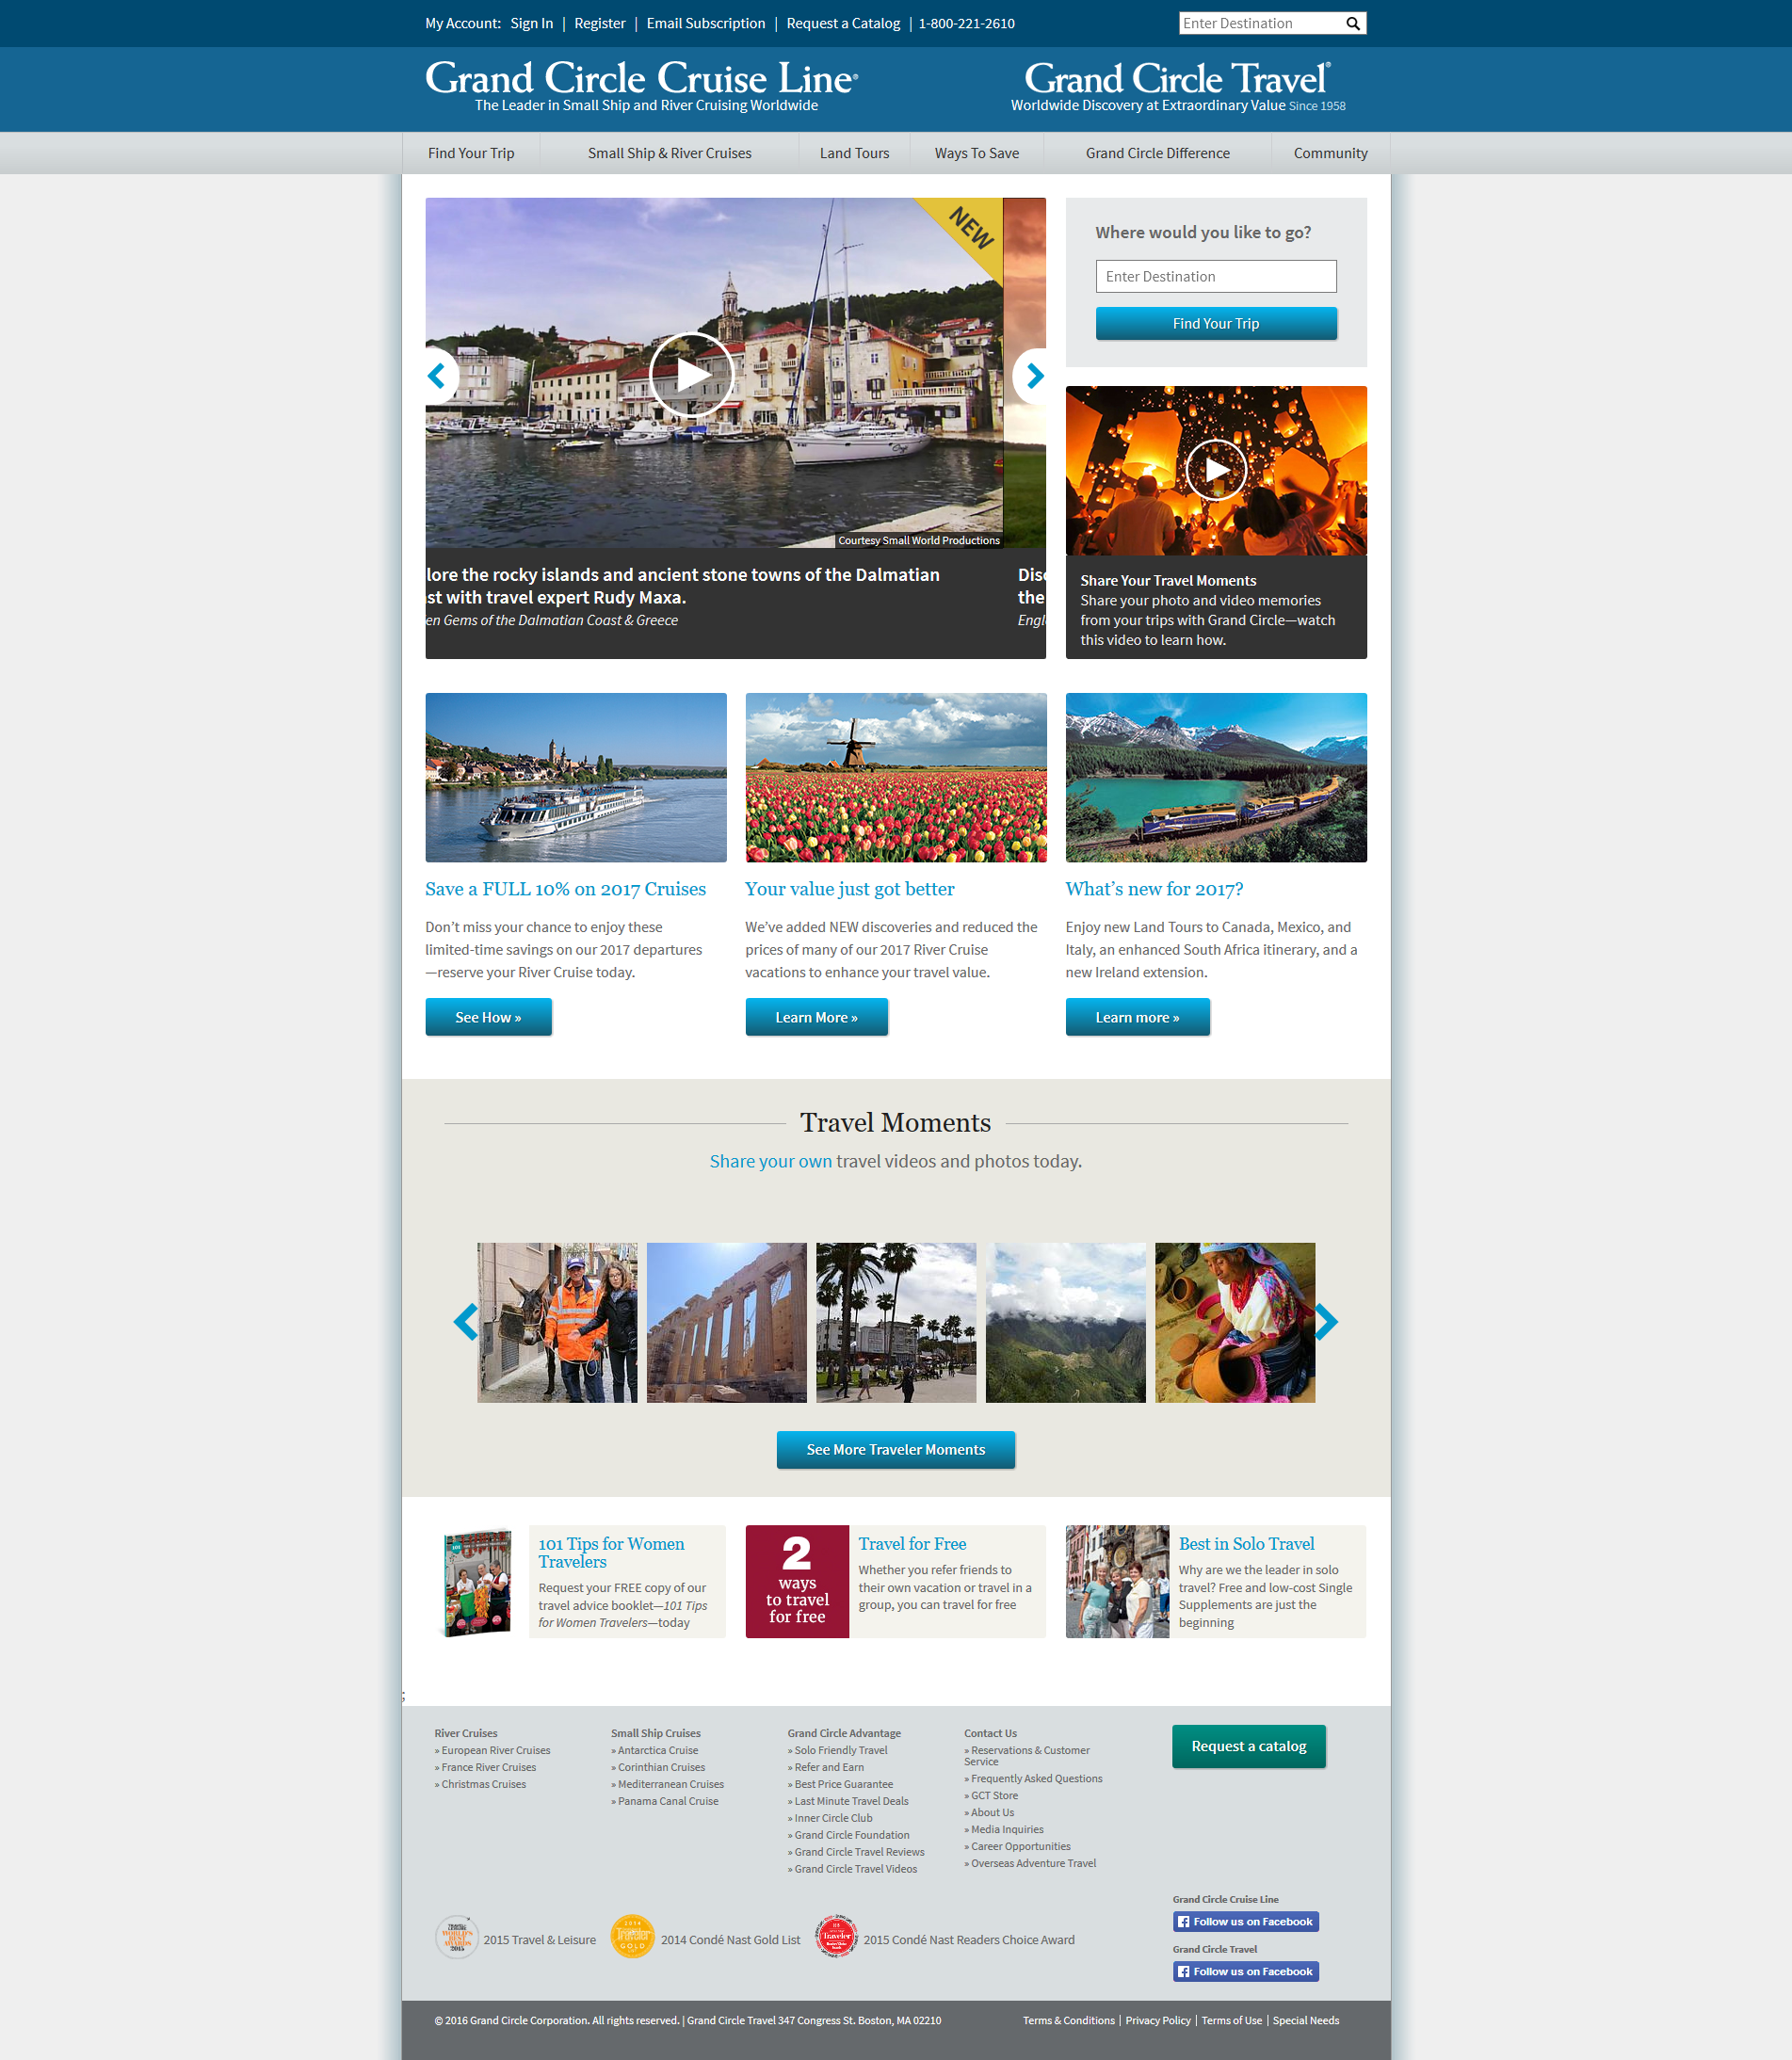 My Account: Sign In | Register | Email Subscription | Request a Catalog | 1-800-221-2610
Enter Destination
Grand Circle Cruise Line®
The Leader in Small Ship and River Cruising Worldwide
Grand Circle Travel®
Worldwide Discovery at Extraordinary Value Since 1958
Find Your Trip
Small Ship & River Cruises
Land Tours
Ways To Save
Grand Circle Difference
Community
NEW
Courtesy Small World Productions
lore the rocky islands and ancient stone towns of the Dalmatian
st with travel expert Rudy Maxa.
en Gems of the Dalmatian Coast & Greece
Disc
the
Engl
Where would you like to go?
Enter Destination
Find Your Trip
Share Your Travel Moments
Share your photo and video memories
from your trips with Grand Circle—watch
this video to learn how.
Save a FULL 10% on 2017 Cruises
Don’t miss your chance to enjoy these
limited-time savings on our 2017 departures
—reserve your River Cruise today.
See How »
Your value just got better
We’ve added NEW discoveries and reduced the
prices of many of our 2017 River Cruise
vacations to enhance your travel value.
Learn More »
What’s new for 2017?
Enjoy new Land Tours to Canada, Mexico, and
Italy, an enhanced South Africa itinerary, and a
new Ireland extension.
Learn more »
Travel Moments
Share your own travel videos and photos today.
See More Traveler Moments
101
101 Tips for Women
Travelers
Request your FREE copy of our
travel advice booklet—101 Tips
for Women Travelers—today
2
ways
to travel
for free
Travel for Free
Whether you refer friends to
their own vacation or travel in a
group, you can travel for free
Best in Solo Travel
Why are we the leader in solo
travel? Free and low-cost Single
Supplements are just the
beginning
;
River Cruises
» European River Cruises
» France River Cruises
» Christmas Cruises
Small Ship Cruises
» Antarctica Cruise
» Corinthian Cruises
» Mediterranean Cruises
» Panama Canal Cruise
Grand Circle Advantage
» Solo Friendly Travel
» Refer and Earn
» Best Price Guarantee
» Last Minute Travel Deals
» Inner Circle Club
» Grand Circle Foundation
» Grand Circle Travel Reviews
» Grand Circle Travel Videos
Contact Us
» Reservations & Customer
Service
» Frequently Asked Questions
» GCT Store
» About Us
» Media Inquiries
» Career Opportunities
» Overseas Adventure Travel
Request a catalog
WORLD'S
BEST
AWARDS
2015
2015 Travel & Leisure
2014
GOLD
2014 Condé Nast Gold List
Traveler
2015 Condé Nast Readers Choice Award
Grand Circle Cruise Line
Follow us on Facebook
Grand Circle Travel
Follow us on Facebook
© 2016 Grand Circle Corporation. All rights reserved. | Grand Circle Travel 347 Congress St. Boston, MA 02210
Terms & Conditions | Privacy Policy | Terms of Use | Special Needs